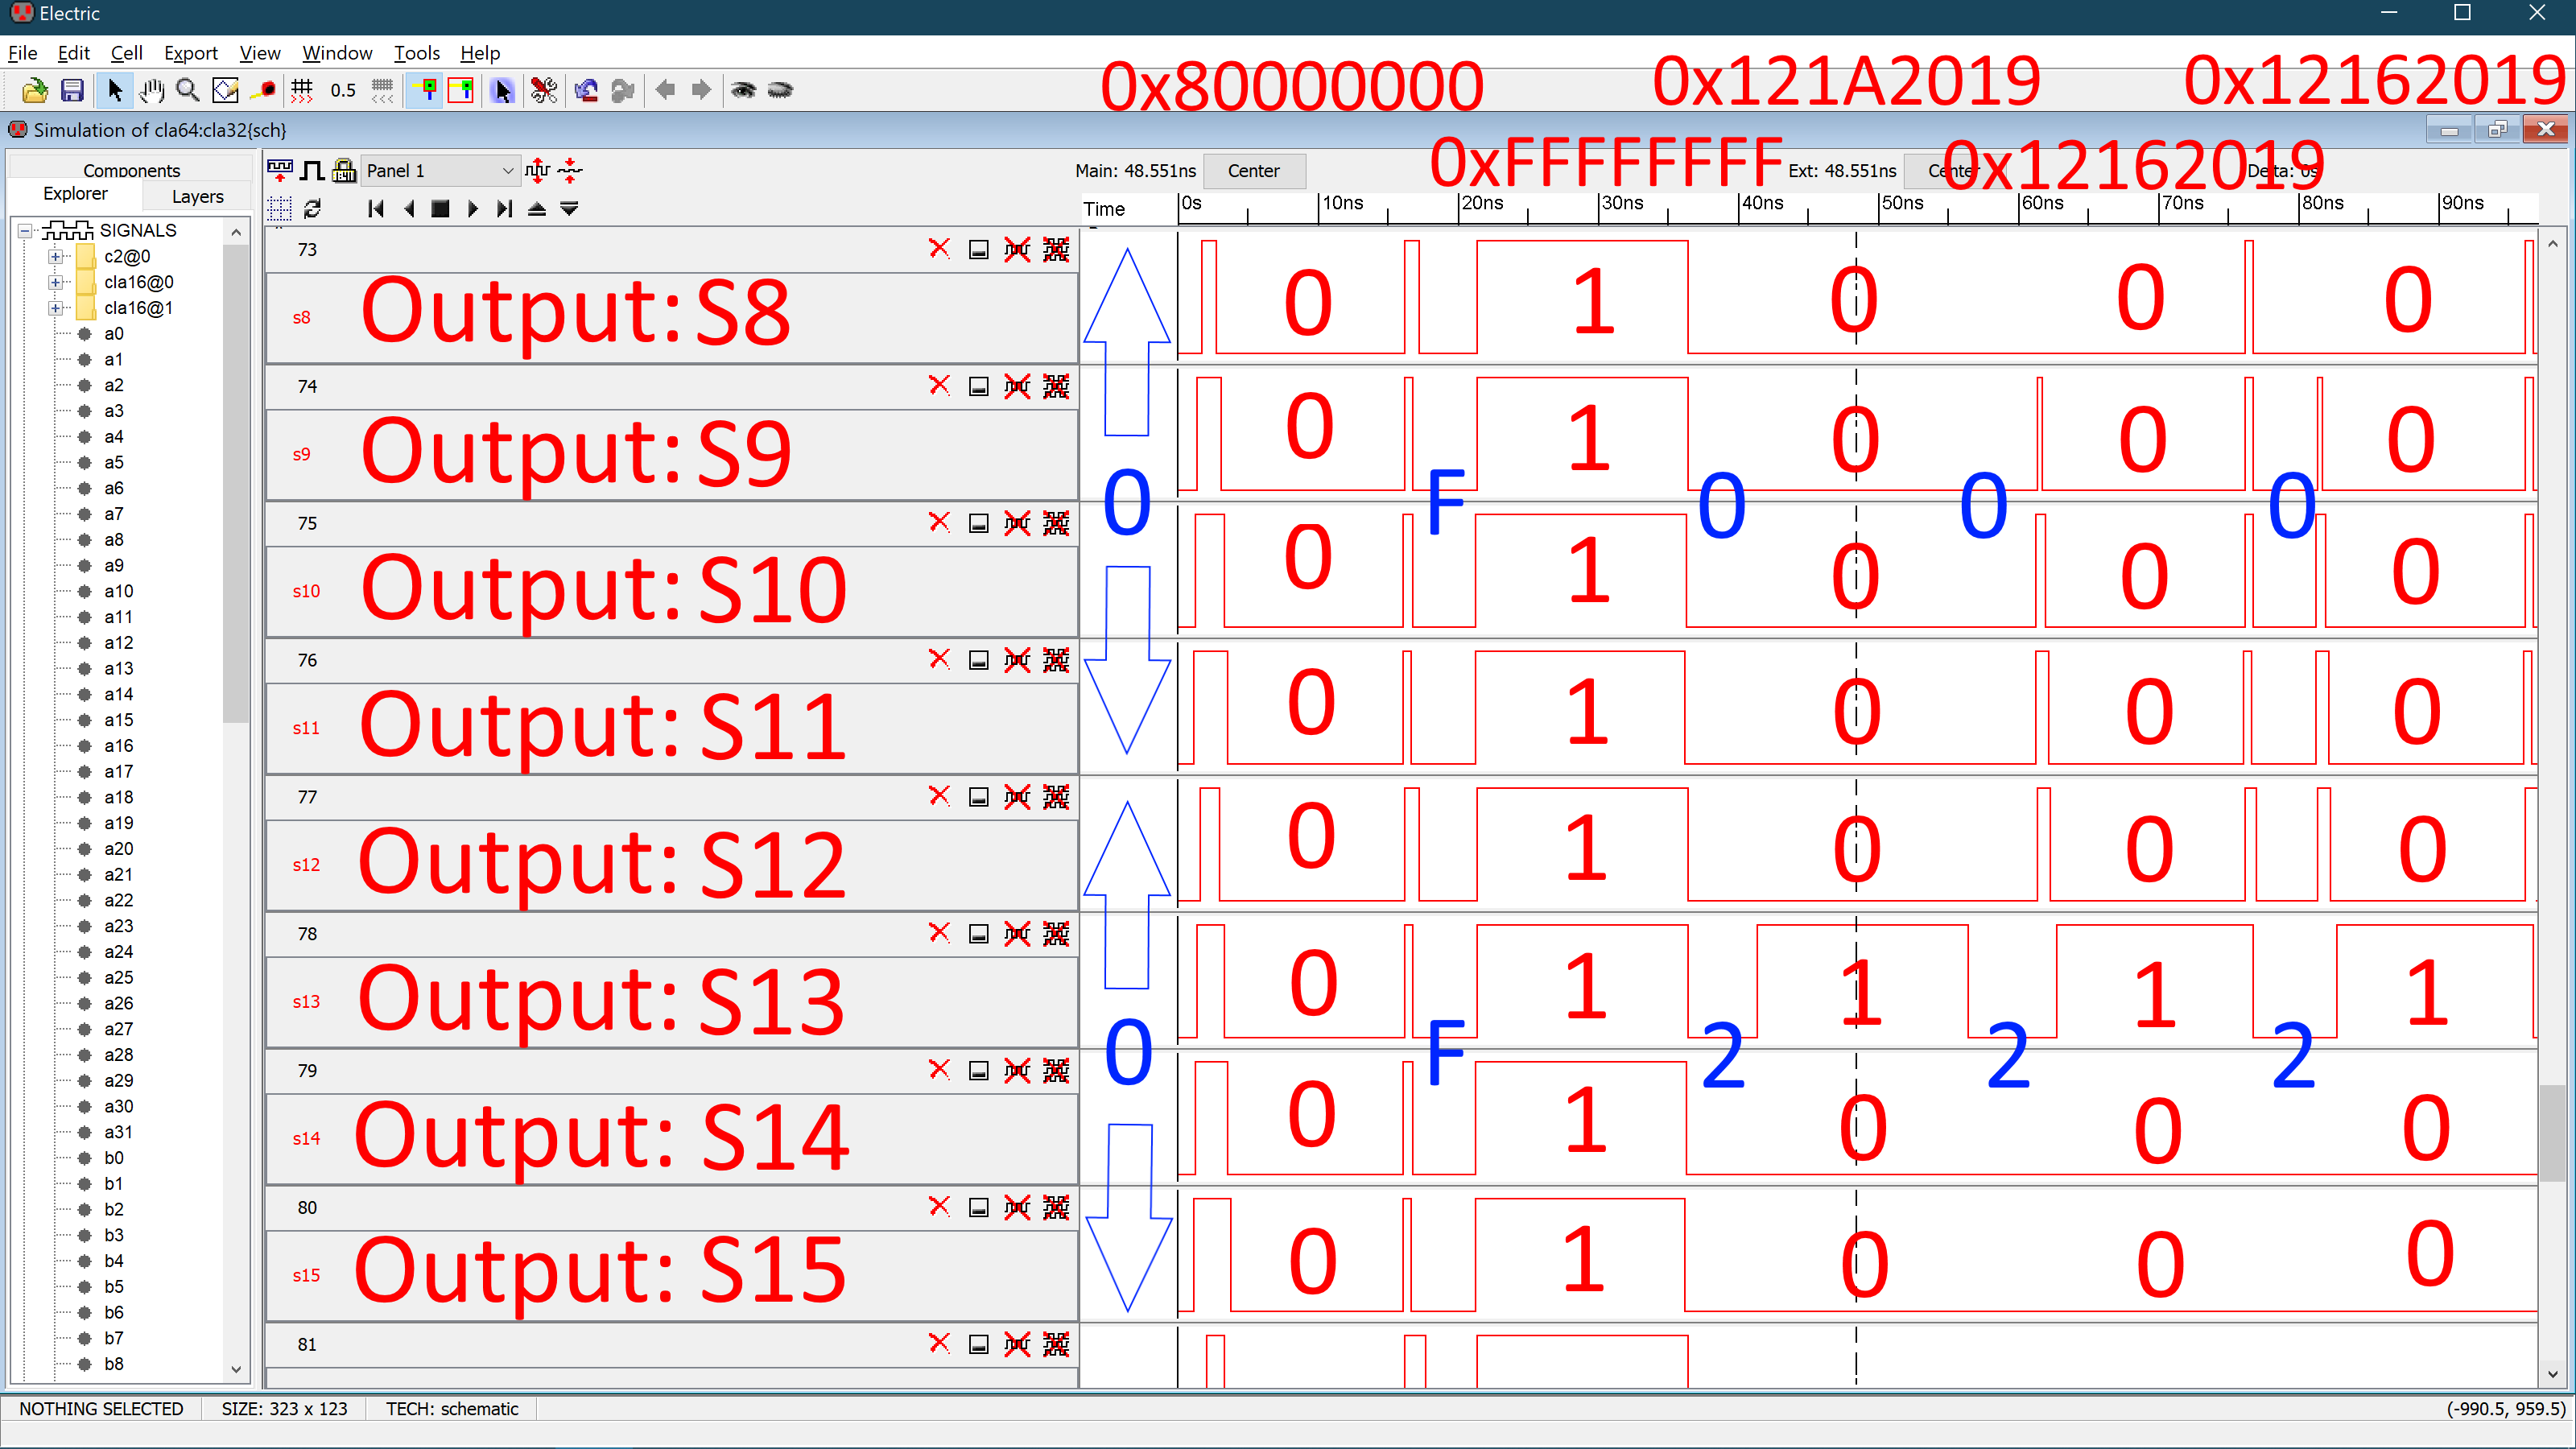 Electric
File Edit Cell Export View Window Tools Help
0.5
0x80000000 0x121A2019 0x12162019
Simulation of cla64:cla32{sch}
0xFFFFFFFF 0x12162019
Components
Explorer Layers
Panel 1
Main: 48.551ns Center Ext: 48.551ns Center Delta: 0s
Time 0s 10ns 20ns 30ns 40ns 50ns 60ns 70ns 80ns 90ns
SIGNALS
c2@0
cla16@0
cla16@1
a0
a1
a2
a3
a4
a5
a6
a7
a8
a9
a10
a11
a12
a13
a14
a15
a16
a17
a18
a19
a20
a21
a22
a23
a24
a25
a26
a27
a28
a29
a30
a31
b0
b1
b2
b3
b4
b5
b6
b7
b8
73
s8 Output: S8 0 1 0 0 0
74
s9 Output: S9 0 1 0 0 0
0 F 0 0 0
75
s10 Output: S10 0 1 0 0 0
76
s11 Output: S11 0 1 0 0 0
77
s12 Output: S12 0 1 0 0 0
78
s13 Output: S13 0 1 1 1 1
0 F 2 2 2
79
s14 Output: S14 0 1 0 0 0
80
s15 Output: S15 0 1 0 0 0
81
NOTHING SELECTED SIZE: 323 x 123 TECH: schematic (-990.5, 959.5)